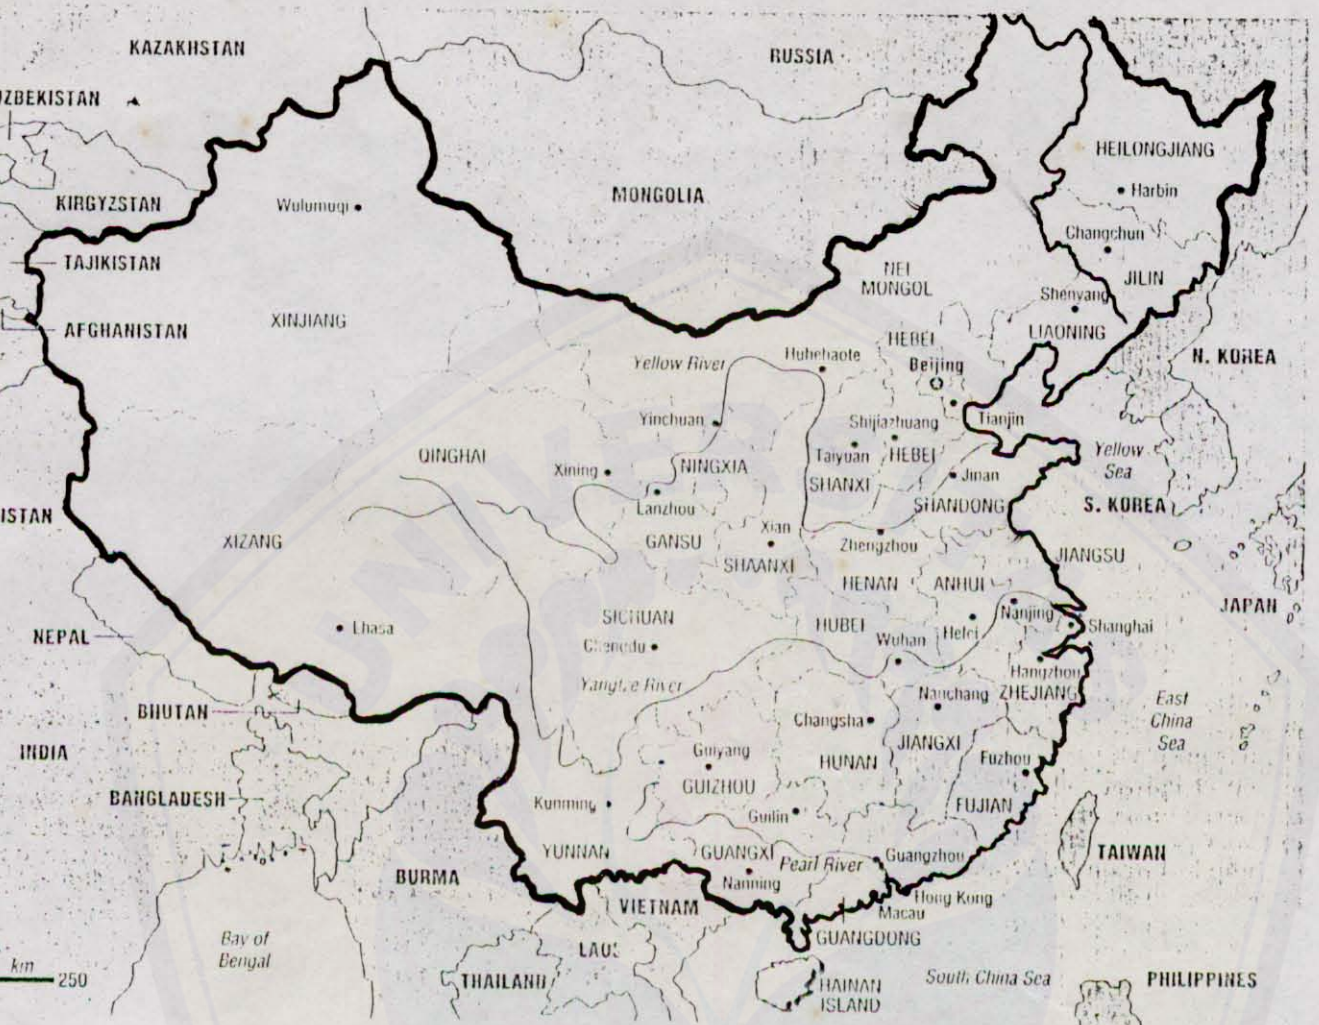 KAZAKHSTAN
RUSSIA
UZBEKISTAN
HEILONGJIANG
Harbin
KIRGYZSTAN
Wulumuqi
MONGOLIA
Changchun
TAJIKISTAN
NEI
MONGOL
JILIN
Shenyang
AFGHANISTAN
XINJIANG
LIAONING
HEBEI
Yellow River
Huhehaote
Beijing
N. KOREA
Yinchuan
Shijiazhuang
Tianjin
QINGHAI
Xining
NINGXIA
Taiyuan
HEBEI
Yellow
Sea
SHANXI
Jinan
Lanzhou
SHANDONG
S. KOREA
ISTAN
Xian
XIZANG
GANSU
Zhengzhou
SHAANXI
JIANGSU
HENAN
ANHUI
JAPAN
SICHUAN
Nanjing
NEPAL
Lhasa
HUBEI
Wuhan
Shanghai
Chengdu
Hangzhou
Yangtze River
Nanchang
ZHEJIANG
BHUTAN
Changsha
East
China
Sea
INDIA
Guiyang
JIANGXI
HUNAN
Fuzhou
GUIZHOU
BANGLADESH
Kunming
Guilin
FUJIAN
YUNNAN
GUANGXI
Pearl River
Guangzhou
TAIWAN
BURMA
Nanning
Hong Kong
VIETNAM
Macau
Bay of
Bengal
GUANGDONG
km
250
THAILAND
HAINAN
ISLAND
South China Sea
PHILIPPINES
UNIVERS